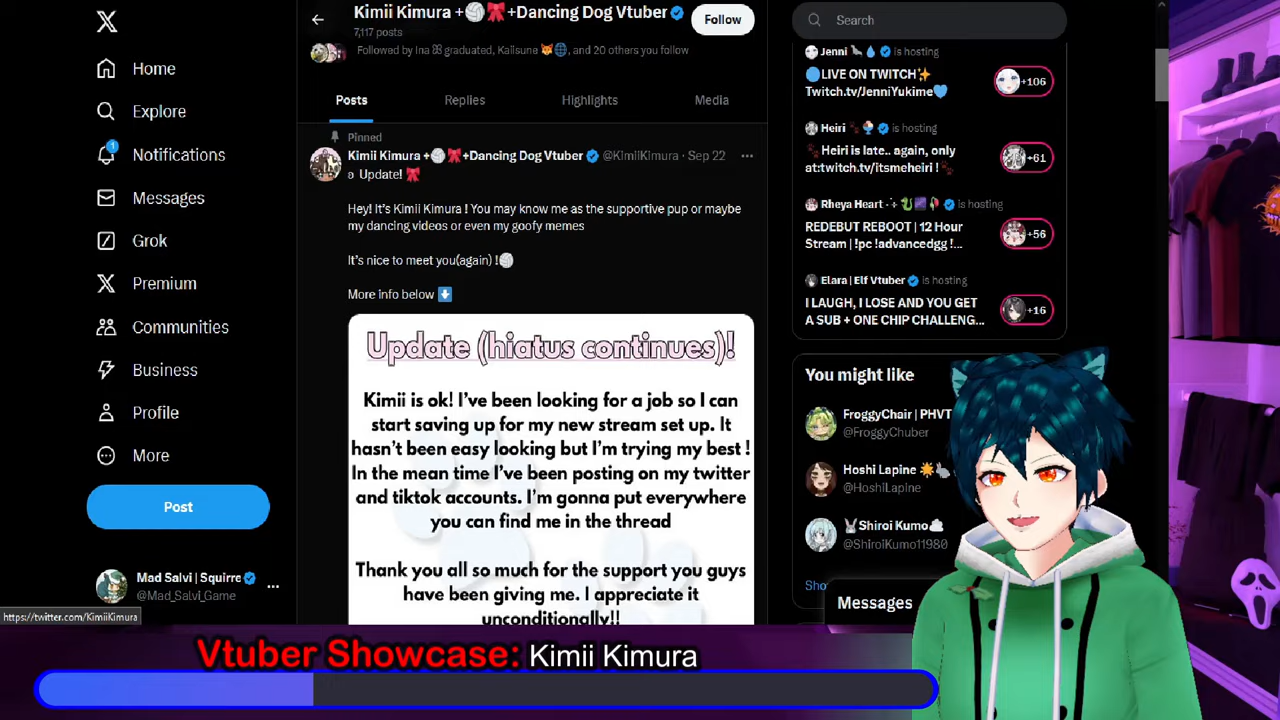 Home
Explore
1
Notifications
Messages
Grok
Premium
Communities
Business
Profile
More
Post
Mad Salvi | Squirre
@Mad_Salvi_Game
https://twitter.com/KimiiKimura
Kimii Kimura +🏐🎀+Dancing Dog Vtuber
7,117 posts
Follow
Followed by Ina graduated, Kalisune 🦊🌐, and 20 others you follow
Posts
Replies
Highlights
Media
Pinned
Kimii Kimura +🏐🎀+Dancing Dog Vtuber @KimiiKimura · Sep 22
a Update! 🎀
Hey! It's Kimii Kimura ! You may know me as the supportive pup or maybe
my dancing videos or even my goofy memes
It's nice to meet you(again) !🏐
More info below ⬇️
Update (hiatus continues)!
Kimii is ok! I've been looking for a job so I can
start saving up for my new stream set up. It
hasn't been easy looking but I'm trying my best !
In the mean time I've been posting on my twitter
and tiktok accounts. I'm gonna put everywhere
you can find me in the thread
Thank you all so much for the support you guys
have been giving me. I appreciate it
unconditionally!!
Search
Jenni is hosting
🔵LIVE ON TWITCH✨
Twitch.tv/JenniYukime🩵
+106
Heiri is hosting
🐾Heiri is late.. again, only
at:twitch.tv/itsmeheiri !🐾
+61
Rheya Heart is hosting
REDEBUT REBOOT | 12 Hour
Stream | !pc !advancedgg !...
+56
Elara | Elf Vtuber is hosting
I LAUGH, I LOSE AND YOU GET
A SUB + ONE CHIP CHALLENG...
+16
You might like
FroggyChair | PHVT
@FroggyChuber
Hoshi Lapine ☀️
@HoshiLapine
🐰Shiroi Kumo☁️
@ShiroiKumo11980
Sho
Messages
Vtuber Showcase: Kimii Kimura